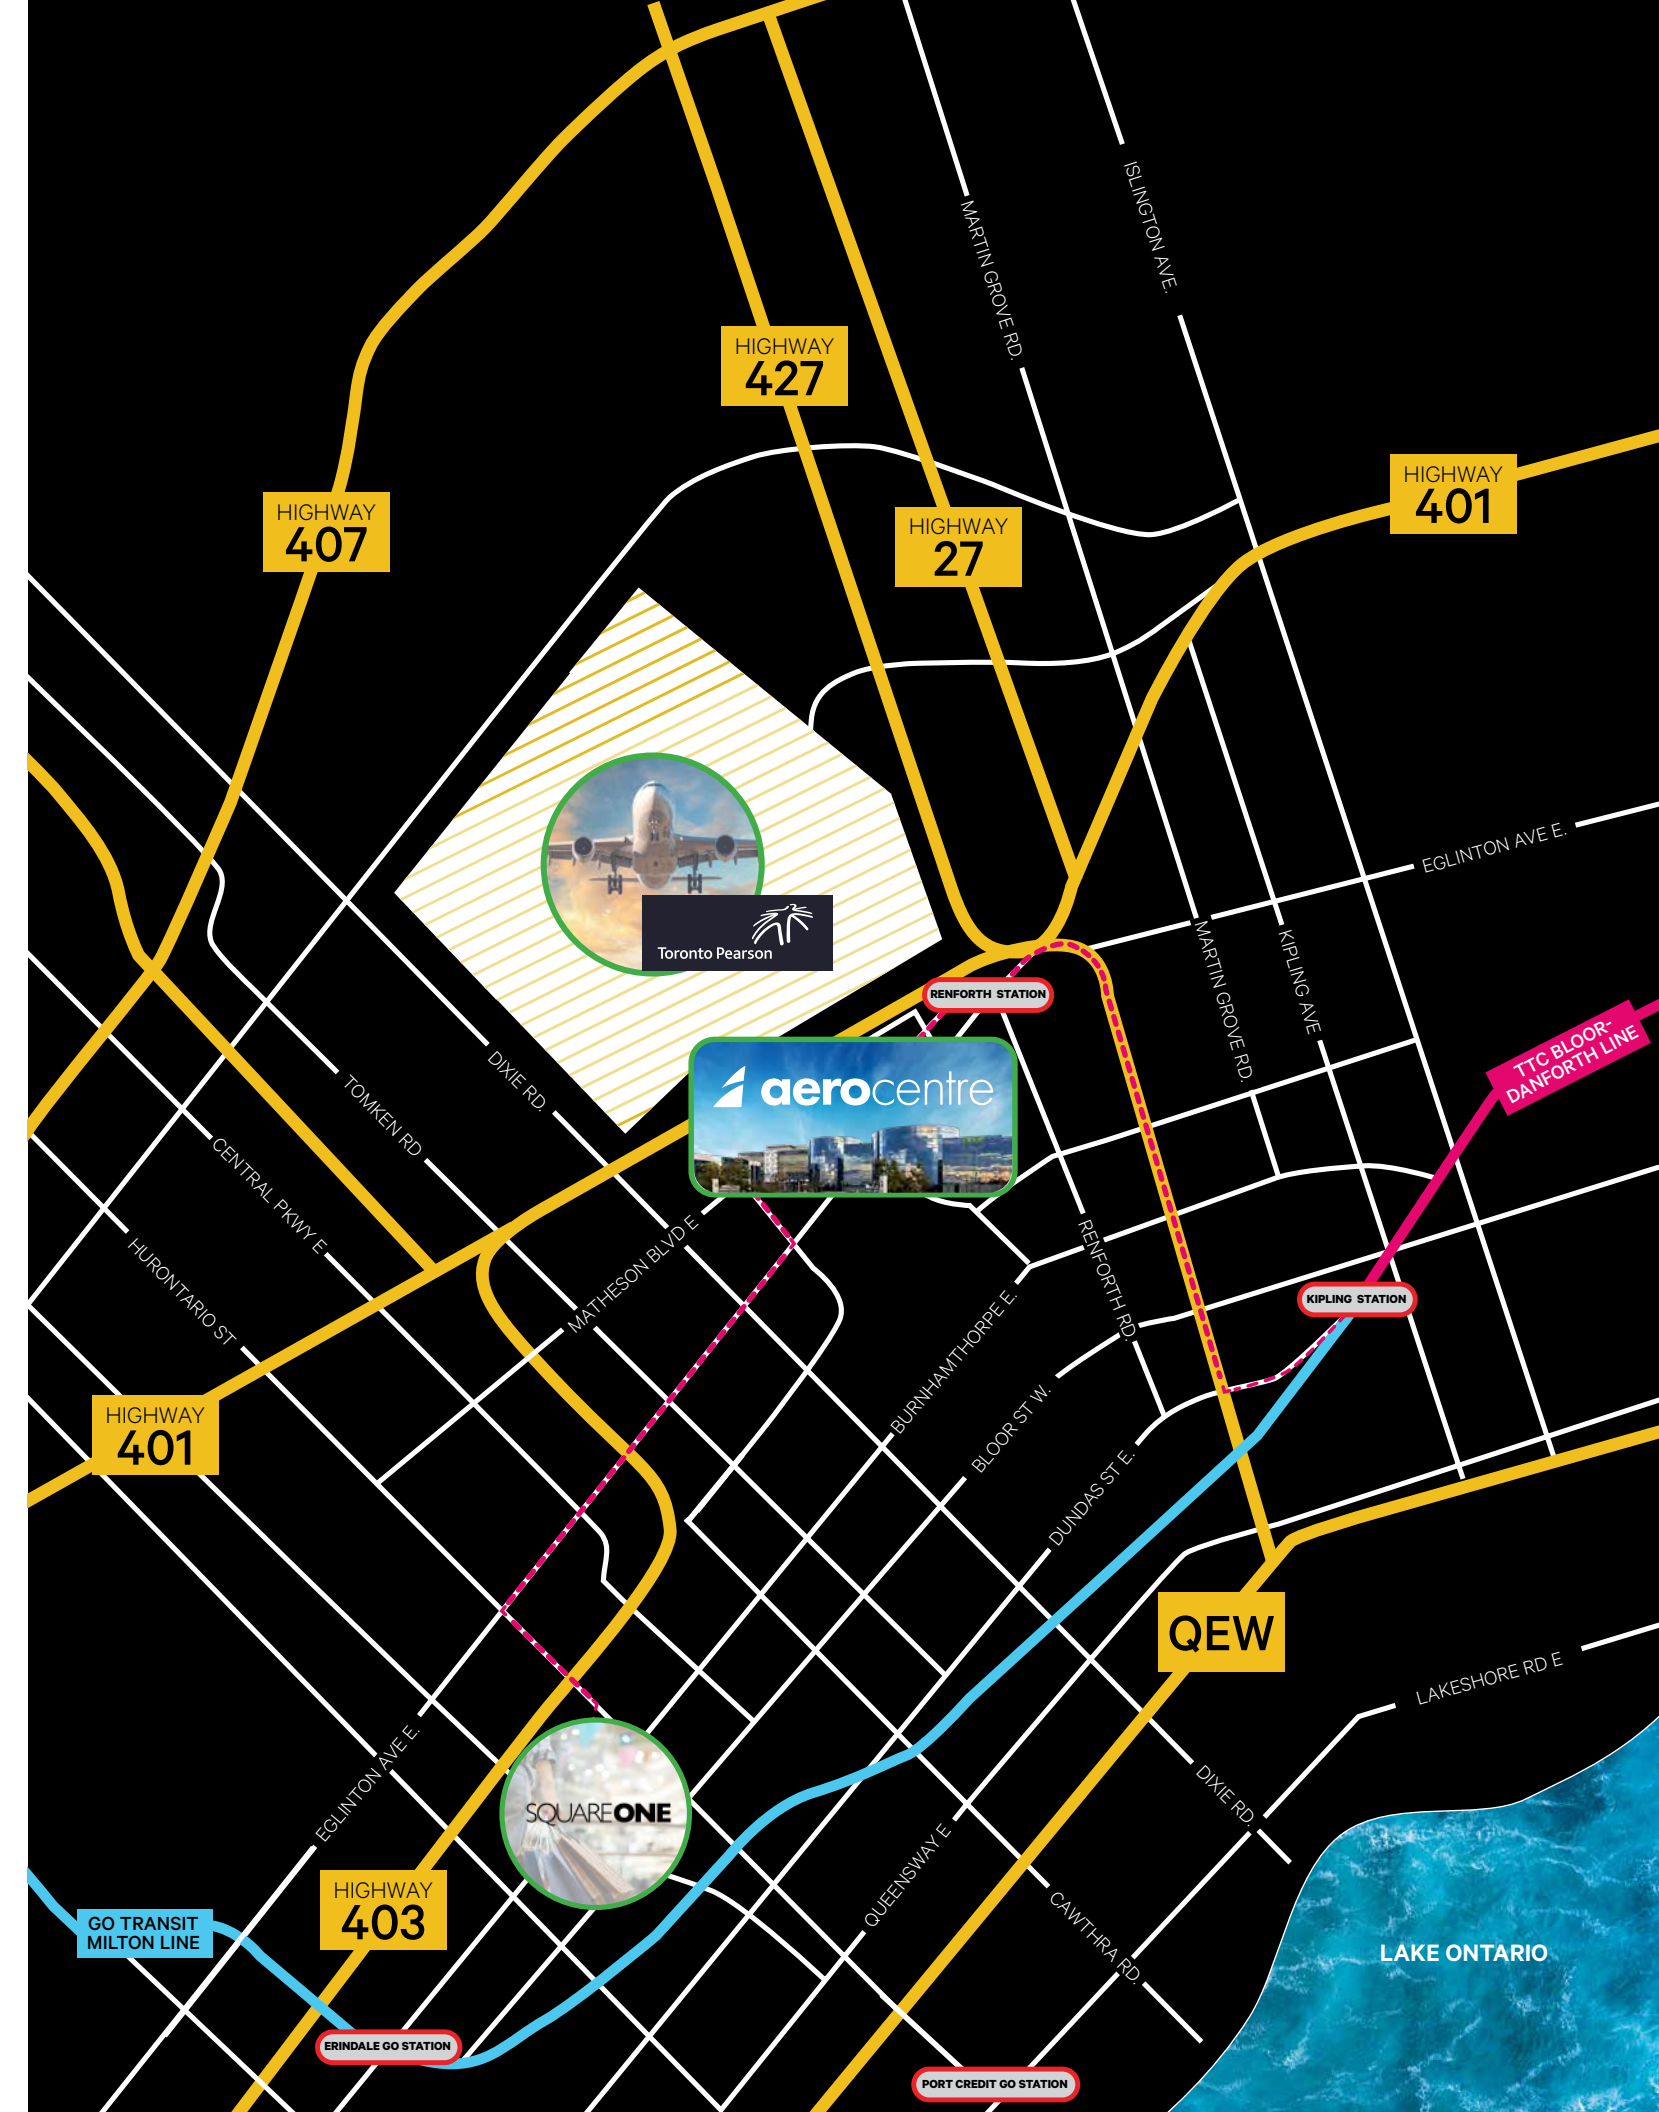 ISLINGTON AVE.
MARTIN GROVE RD.
HIGHWAY
427
HIGHWAY
401
HIGHWAY
407
HIGHWAY
27
EGLINTON AVE E.
Toronto Pearson
RENFORTH STATION
MARTIN GROVE RD.
KIPLING AVE
TTC BLOOR-
DANFORTH LINE
aerocentre
DIXIE RD.
TOMKEN RD
CENTRAL PKWY E
HURONTARIO ST
MATHESON BLVD E
RENFORTH RD.
KIPLING STATION
BURNHAMTHORPE E.
BLOOR ST W.
DUNDAS ST E.
HIGHWAY
401
QEW
LAKESHORE RD E
EGLINTON AVE E.
SQUAREONE
DIXIE RD.
QUEENSWAY E
CAWTHRA RD.
HIGHWAY
403
GO TRANSIT
MILTON LINE
LAKE ONTARIO
ERINDALE GO STATION
PORT CREDIT GO STATION